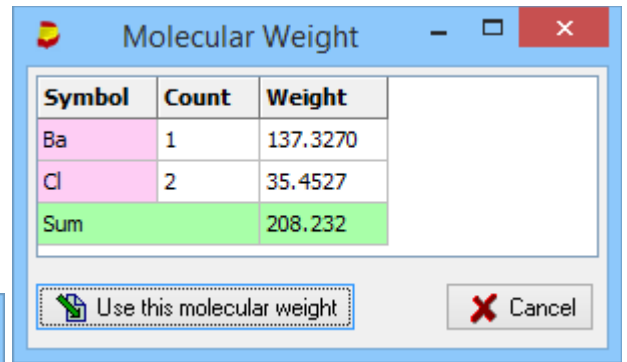 Molecular Weight
Symbol Count Weight
Ba 1 137.3270
Cl 2 35.4527
Sum 208.232
Use this molecular weight Cancel